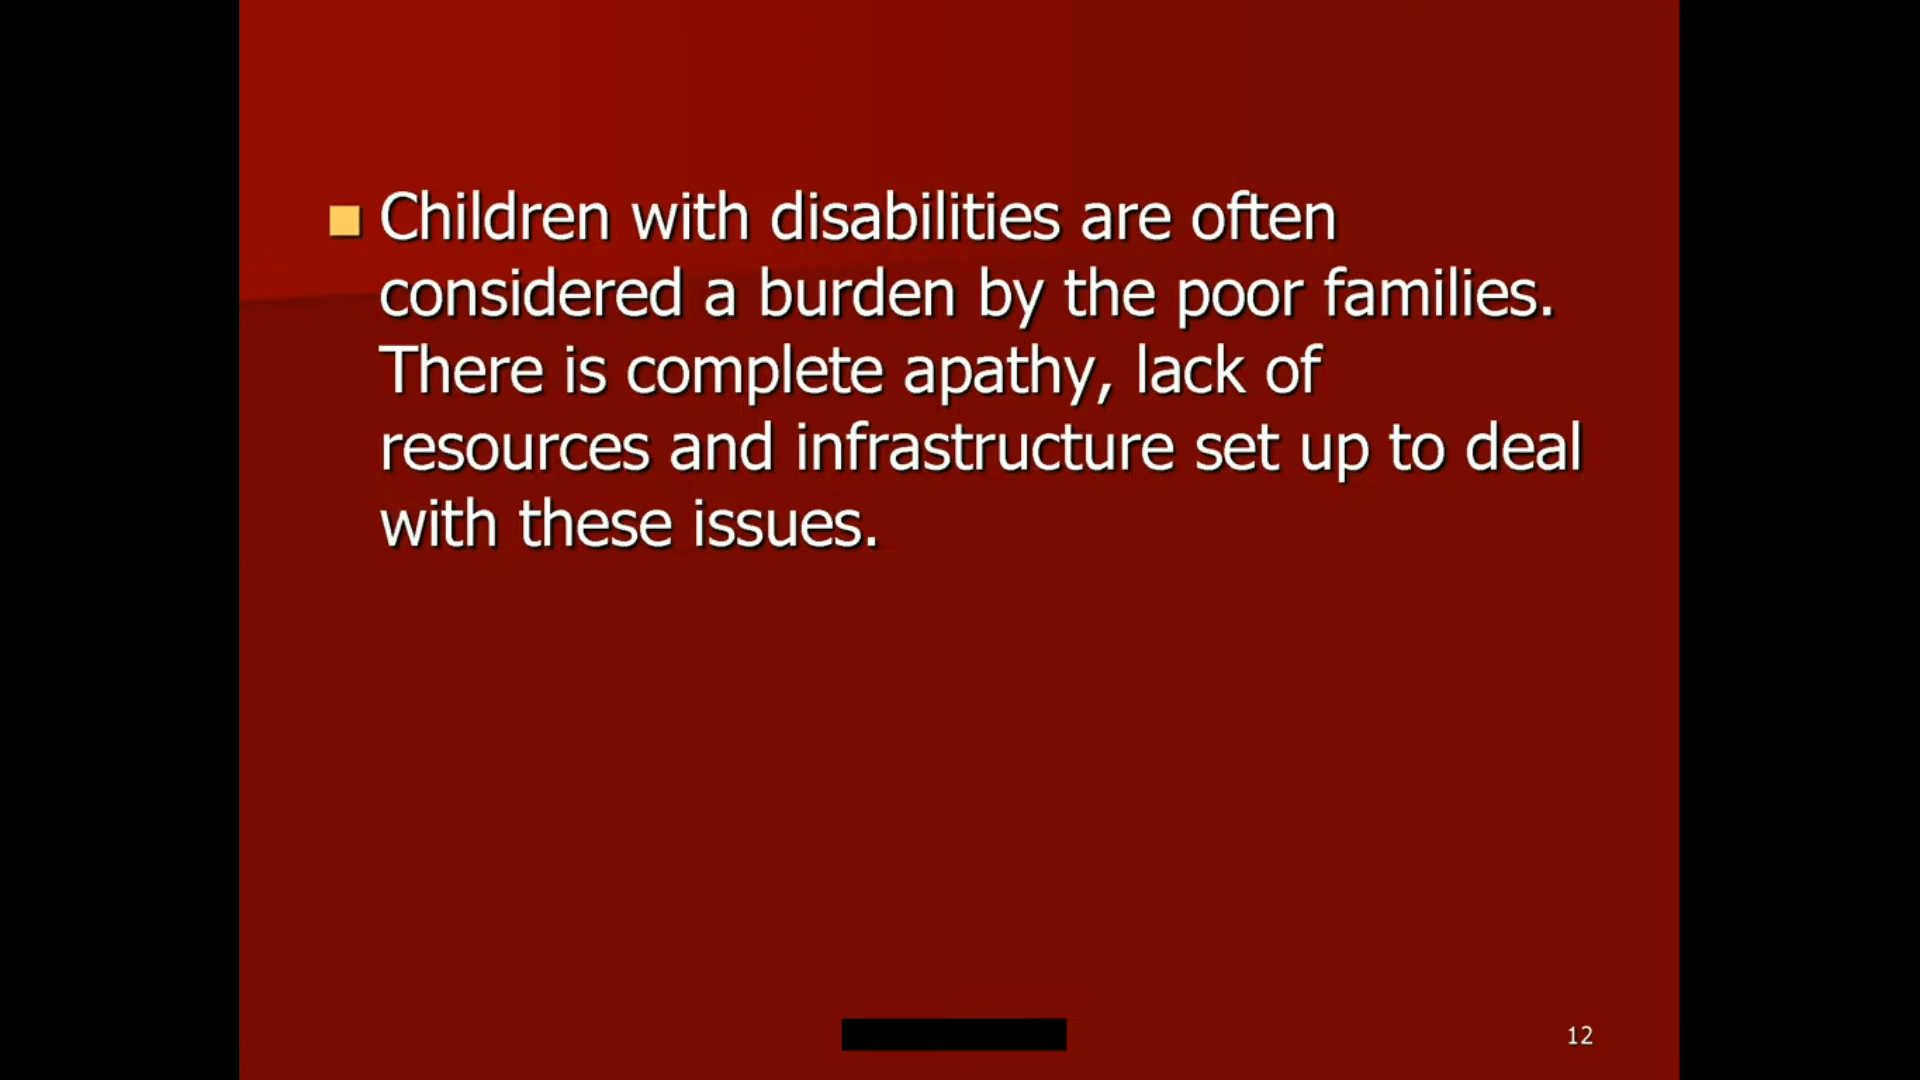 Children with disabilities are often
considered a burden by the poor families.
There is complete apathy, lack of
resources and infrastructure set up to deal
with these issues.
12